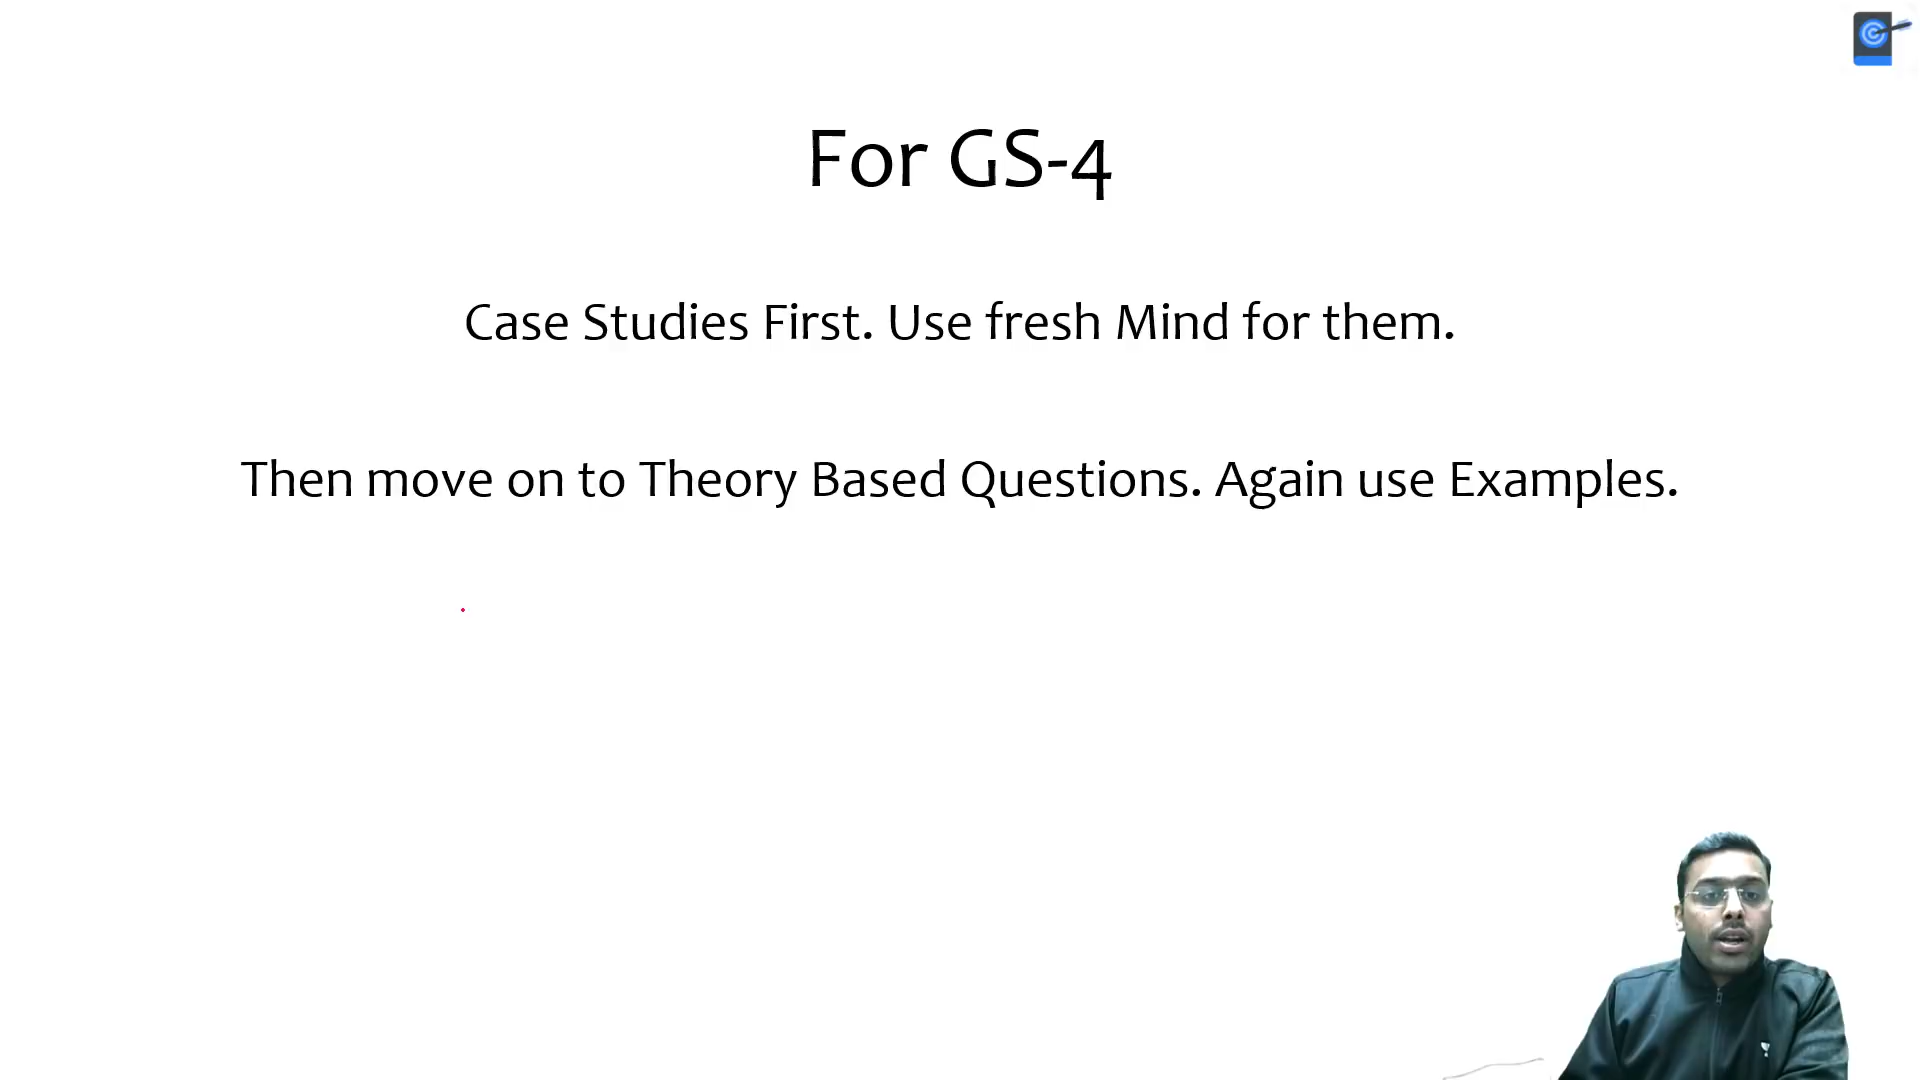 For GS-4
Case Studies First. Use fresh Mind for them.
Then move on to Theory Based Questions. Again use Examples.